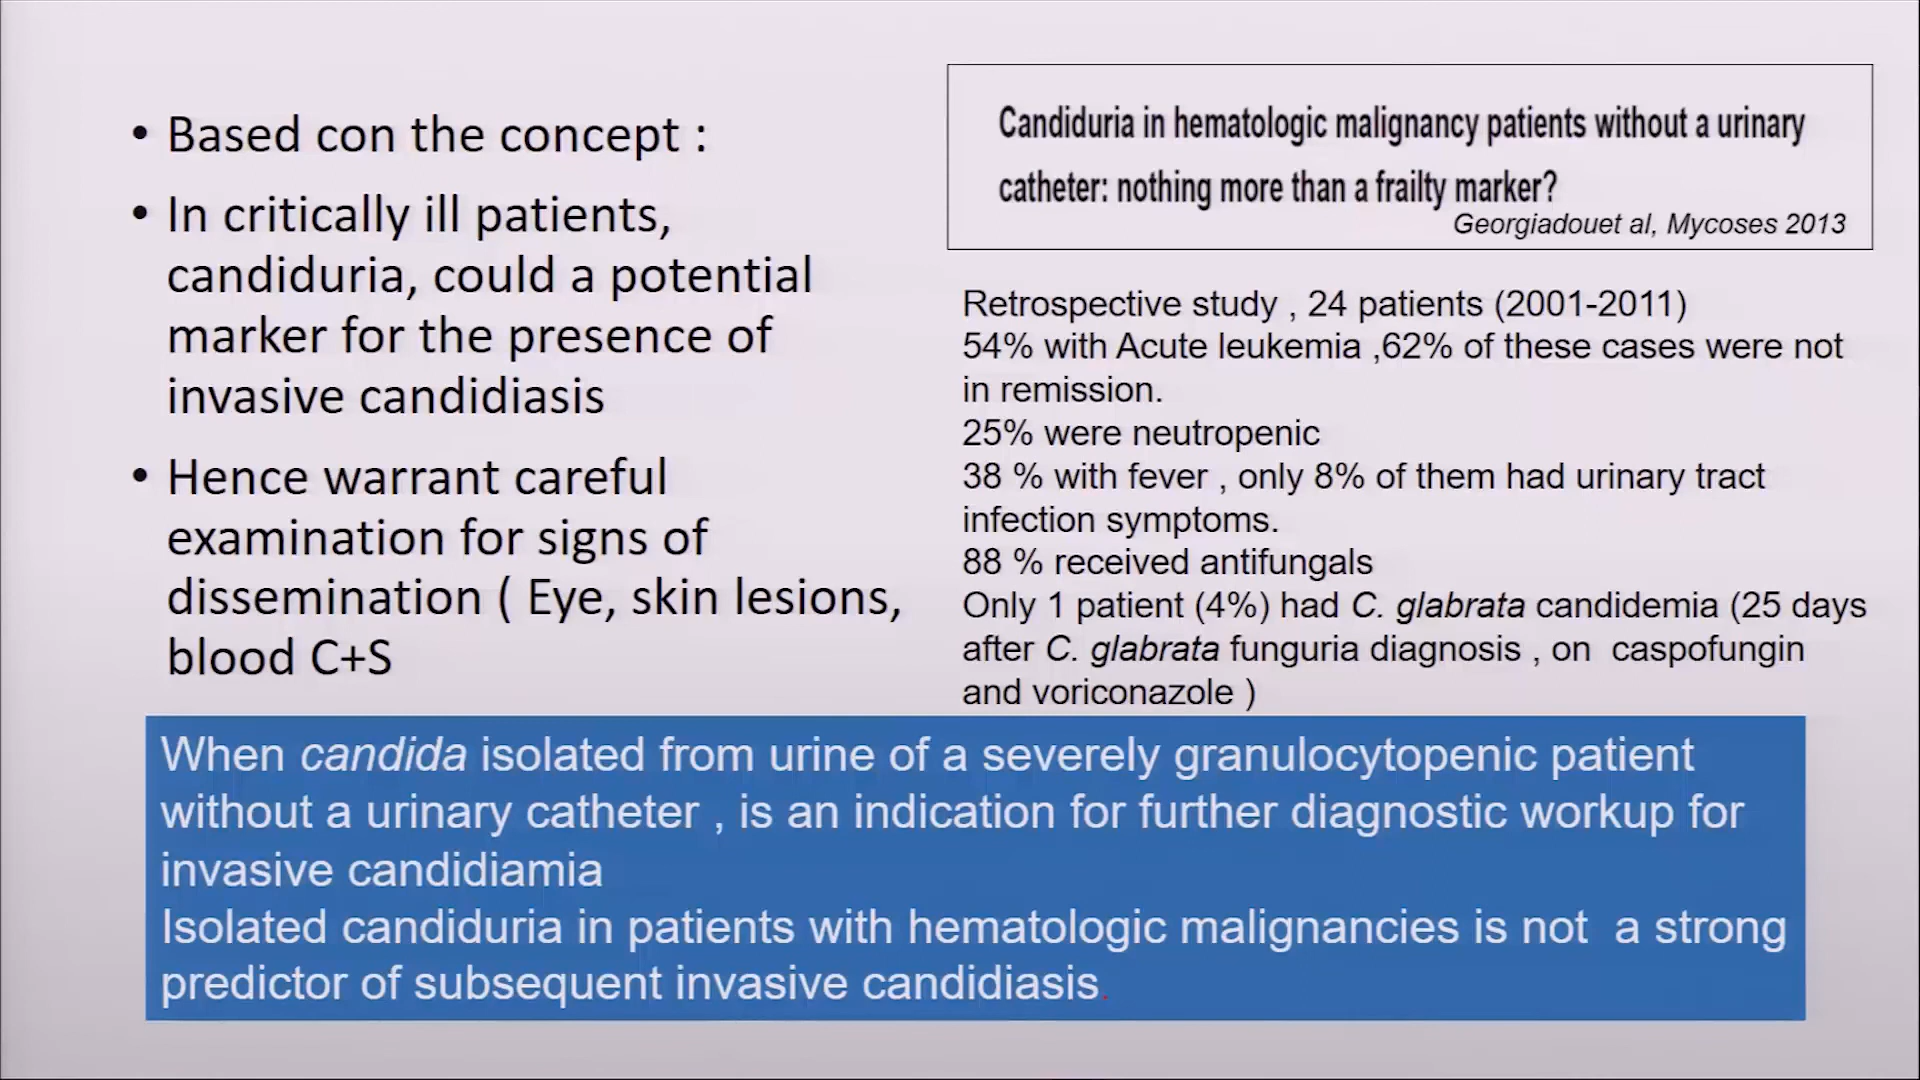 • Based con the concept :
• In critically ill patients,
candiduria, could a potential
marker for the presence of
invasive candidiasis
• Hence warrant careful
examination for signs of
dissemination ( Eye, skin lesions,
blood C+S
Candiduria in hematologic malignancy patients without a urinary
catheter: nothing more than a frailty marker?
Georgiadouet al, Mycoses 2013
Retrospective study , 24 patients (2001-2011)
54% with Acute leukemia ,62% of these cases were not
in remission.
25% were neutropenic
38 % with fever , only 8% of them had urinary tract
infection symptoms.
88 % received antifungals
Only 1 patient (4%) had C. glabrata candidemia (25 days
after C. glabrata funguria diagnosis , on caspofungin
and voriconazole )
When candida isolated from urine of a severely granulocytopenic patient
without a urinary catheter , is an indication for further diagnostic workup for
invasive candidiamia
Isolated candiduria in patients with hematologic malignancies is not a strong
predictor of subsequent invasive candidiasis.